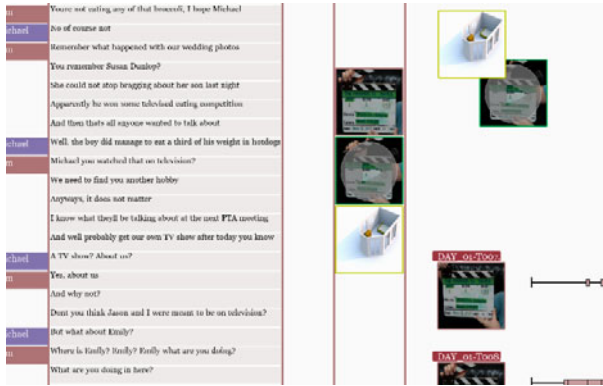 m
Youre not eating any of that broccoli, I hope Michael
chael
No of course not
m
Remember what happened with our wedding photos
You remember Susan Dunlop?
She could not stop bragging about her son last night
Apparently he won some televised eating competition
And then thats all anyone wanted to talk about
chael
Well, the boy did manage to eat a third of his weight in hotdogs
m
Michael you watched that on television?
We need to find you another hobby
Anyways, it does not matter
I know what theyll be talking about at the next PTA meeting
And well probably get our own TV show after today you know
chael
A TV show? About us?
DAY_01-T007
m
Yes, about us
And why not?
Dont you think Jason and I were meant to be on television?
chael
But what about Emily?
m
Where is Emily? Emily? Emily what are you doing?
DAY_01-T008
What are you doing in here?